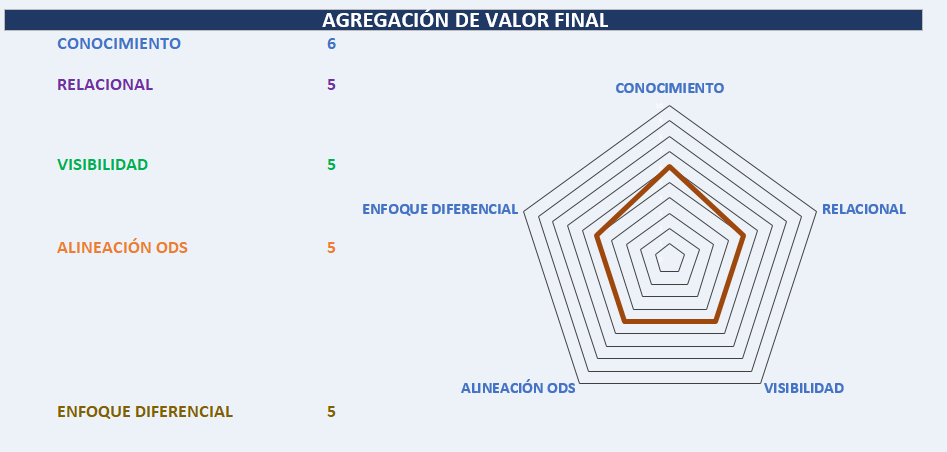 AGREGACIÓN DE VALOR FINAL
CONOCIMIENTO 6
RELACIONAL 5
VISIBILIDAD 5
ALINEACIÓN ODS 5
ENFOQUE DIFERENCIAL 5
CONOCIMIENTO
RELACIONAL
VISIBILIDAD
ALINEACIÓN ODS
ENFOQUE DIFERENCIAL